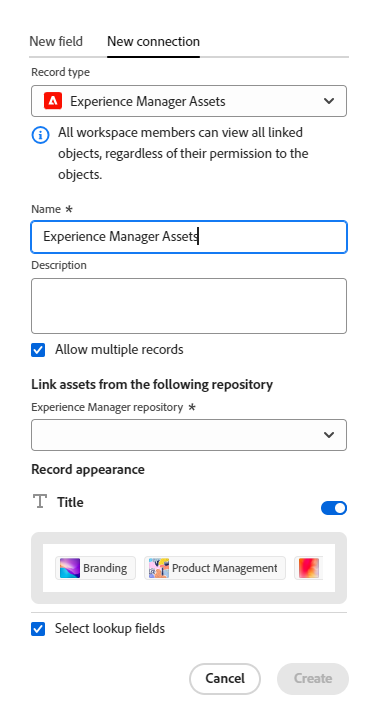 New field New connection
Record type
Experience Manager Assets
All workspace members can view all linked
objects, regardless of their permission to the
objects.
Name *
Experience Manager Assets
Description
Allow multiple records
Link assets from the following repository
Experience Manager repository *
Record appearance
Title
Branding Product Management
Select lookup fields
Cancel Create